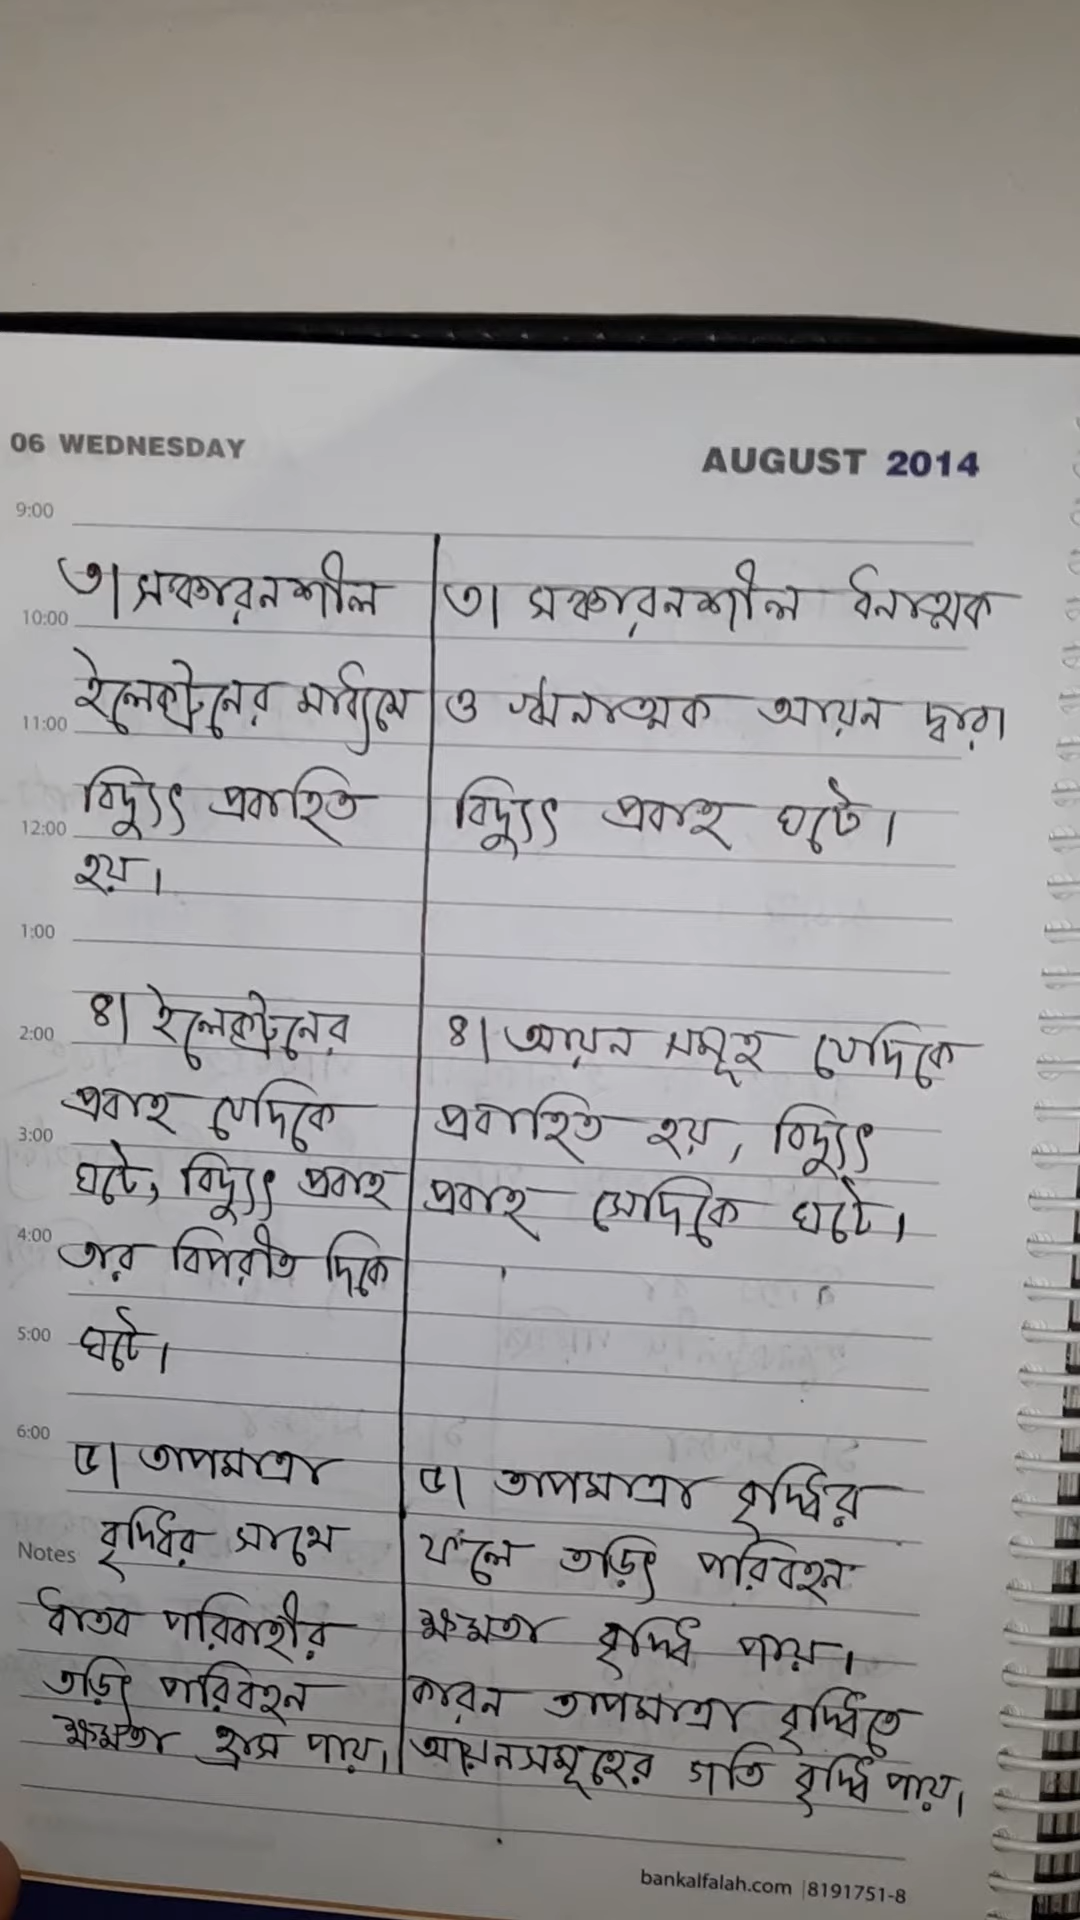 06 WEDNESDAY
AUGUST 2014
9:00
10:00
11:00
12:00
1:00
2:00
3:00
4:00
5:00
6:00
Notes
৩। সঞ্চারনশীল
ইলেকট্রনের মাধ্যমে
বিদ্যুৎ প্রবাহিত
হয়।
৪। ইলেকট্রনের
প্রবাহ যেদিকে
ঘটে, বিদ্যুৎ প্রবাহ
তার বিপরীত দিকে
ঘটে।
৫। তাপমাত্রা
বৃদ্ধির সাথে
ধাতব পরিবাহীর
তড়িৎ পরিবহন
ক্ষমতা হ্রাস পায়।
৩। সঞ্চারনশীল ধনাত্মক
ও ঋনাত্মক আয়ন দ্বারা
বিদ্যুৎ প্রবাহ ঘটে।
৪। আয়ন সমূহ যেদিকে
প্রবাহিত হয়, বিদ্যুৎ
প্রবাহ সেদিকে ঘটে।
৫। তাপমাত্রা বৃদ্ধির
ফলে তড়িৎ পরিবহন
ক্ষমতা বৃদ্ধি পায়।
কারন তাপমাত্রা বৃদ্ধিতে
আয়নসমূহের গতি বৃদ্ধি পায়।
bankalfalah.com |8191751-8